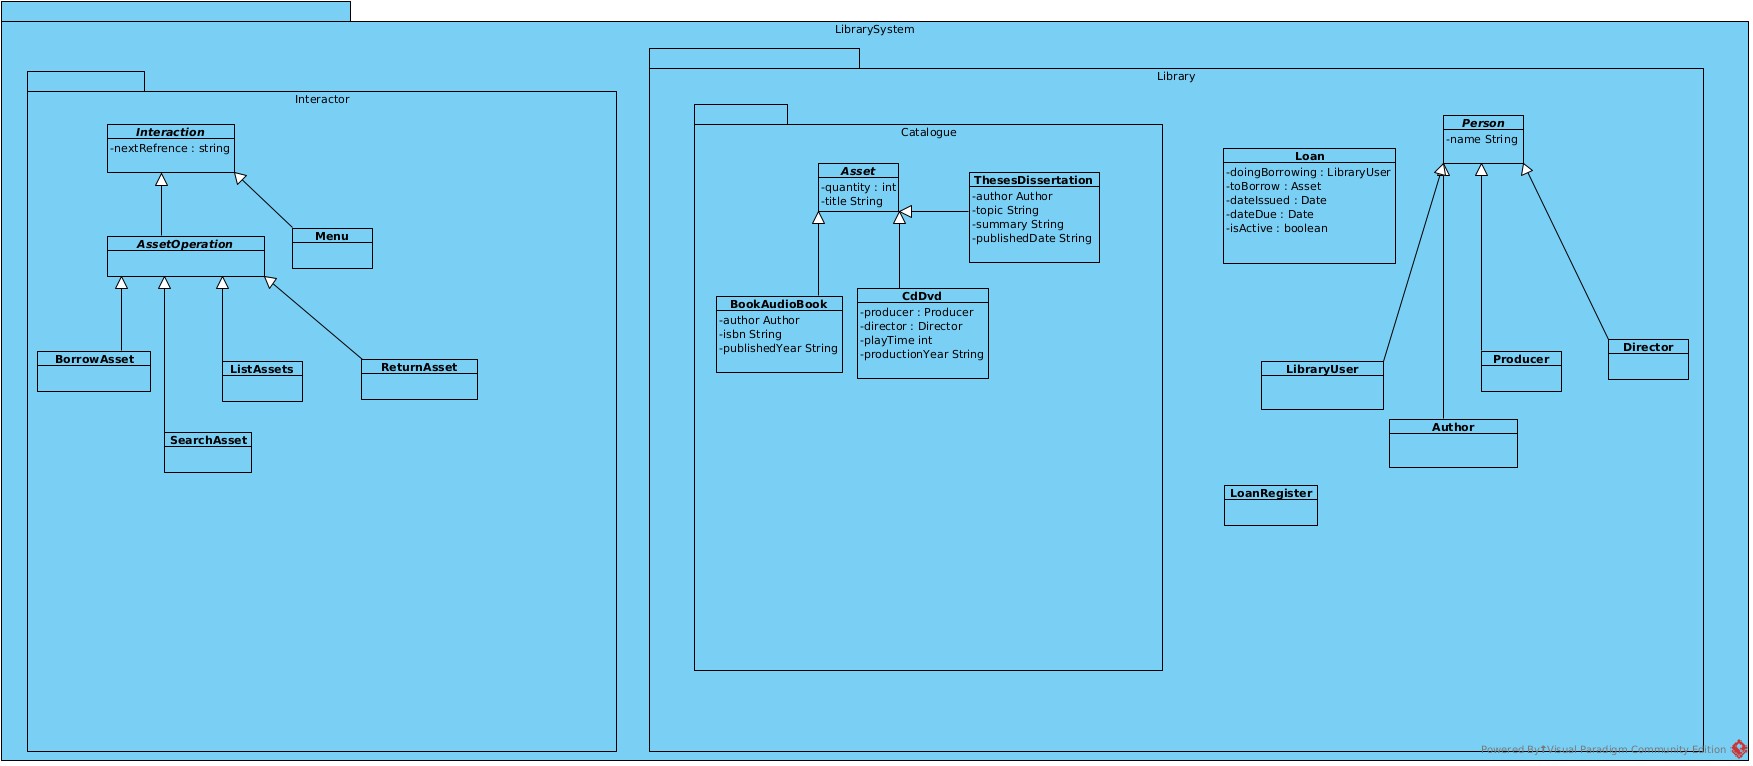 LibrarySystem
Interactor
Interaction
-nextRefrence : string
AssetOperation
Menu
BorrowAsset
ListAssets
ReturnAsset
SearchAsset
Library
Catalogue
Asset
-quantity : int
-title String
ThesesDissertation
-author Author
-topic String
-summary String
-publishedDate String
BookAudioBook
-author Author
-isbn String
-publishedYear String
CdDvd
-producer : Producer
-director : Director
-playTime int
-productionYear String
Loan
-doingBorrowing : LibraryUser
-toBorrow : Asset
-dateIssued : Date
-dateDue : Date
-isActive : boolean
Person
-name String
LibraryUser
Author
Producer
Director
LoanRegister
Powered By Visual Paradigm Community Edition